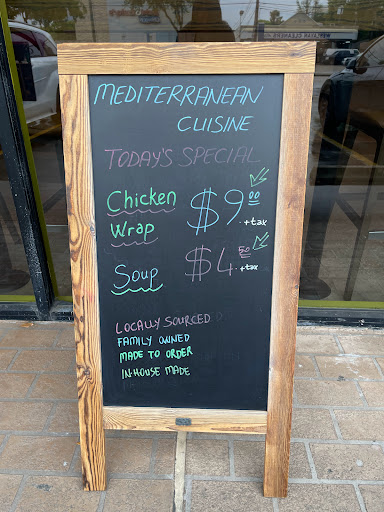 MEDITERRANEAN
CUISINE
TODAY'S SPECIAL
Chicken
Wrap
$9.00
+tax
Soup
$4.50
+tax
LOCALLY SOURCED
FAMILY OWNED
MADE TO ORDER
IN HOUSE MADE